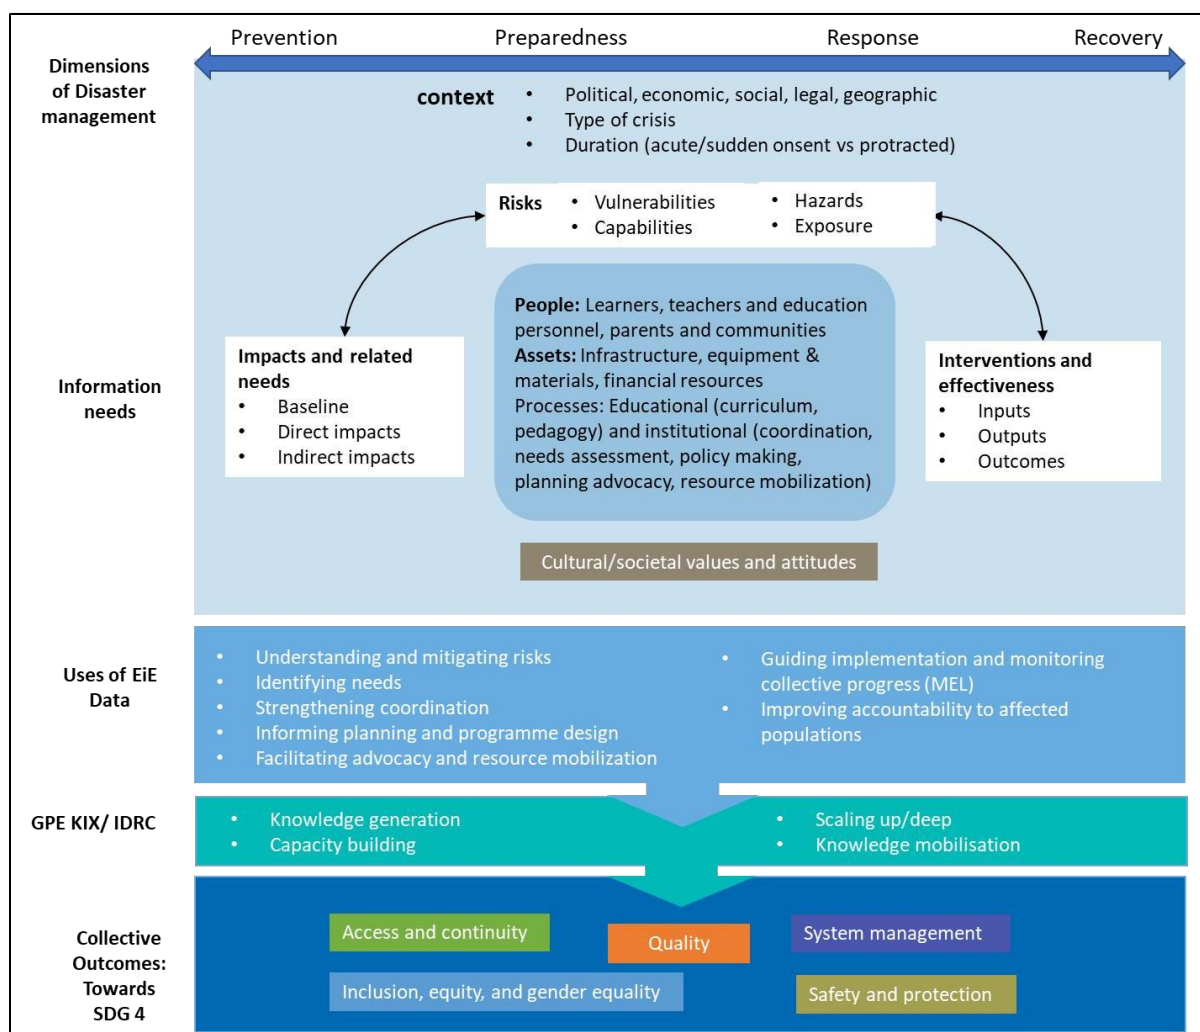 Prevention Preparedness Response Recovery
Dimensions
of Disaster
management
context
• Political, economic, social, legal, geographic
• Type of crisis
• Duration (acute/sudden onsent vs protracted)
Risks
• Vulnerabilities
• Capabilities
• Hazards
• Exposure
Information
needs
Impacts and related
needs
• Baseline
• Direct impacts
• Indirect impacts
People: Learners, teachers and education
personnel, parents and communities
Assets: Infrastructure, equipment &
materials, financial resources
Processes: Educational (curriculum,
pedagogy) and institutional (coordination,
needs assessment, policy making,
planning advocacy, resource mobilization)
Interventions and
effectiveness
• Inputs
• Outputs
• Outcomes
Cultural/societal values and attitudes
Uses of EiE
Data
• Understanding and mitigating risks
• Identifying needs
• Strengthening coordination
• Informing planning and programme design
• Facilitating advocacy and resource mobilization
• Guiding implementation and monitoring
collective progress (MEL)
• Improving accountability to affected
populations
GPE KIX/ IDRC
• Knowledge generation
• Capacity building
• Scaling up/deep
• Knowledge mobilisation
Collective
Outcomes:
Towards
SDG 4
Access and continuity
Quality
System management
Inclusion, equity, and gender equality
Safety and protection